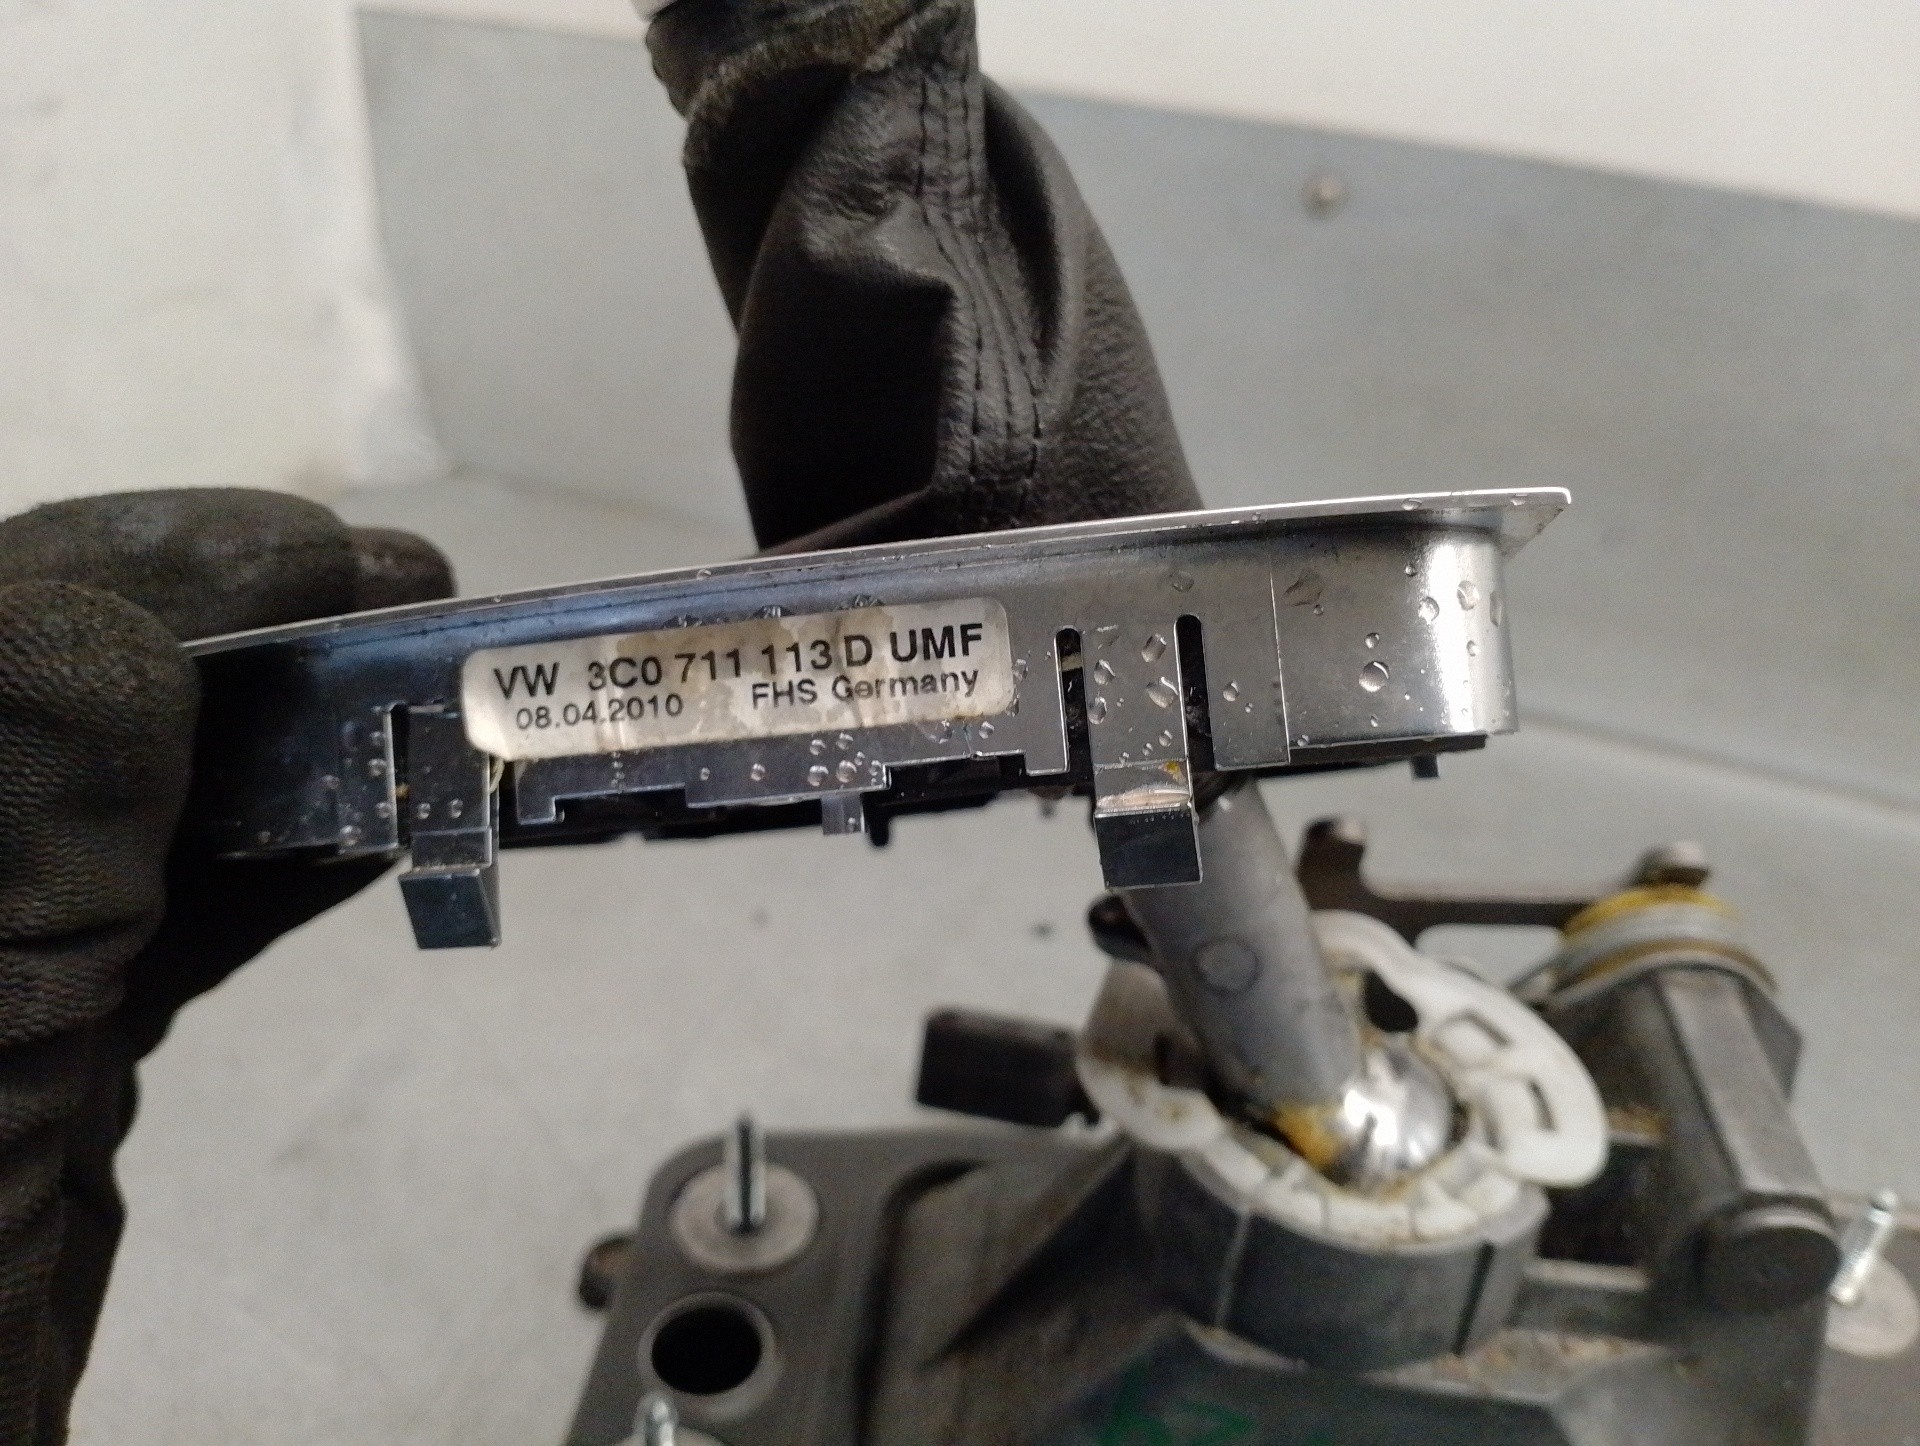 VW 3C0 711 113 D UMF
08.04.2010 FHS Germany